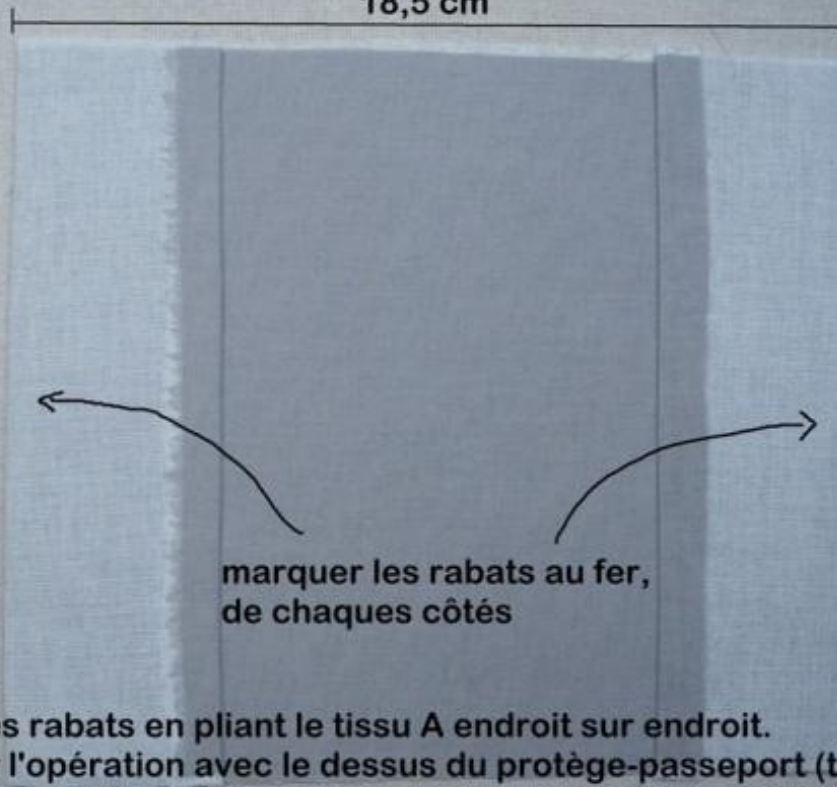 18,5 cm
marquer les rabats au fer,
de chaques côtés
rabats en pliant le tissu A endroit sur endroit.
l'opération avec le dessus du protège-passeport